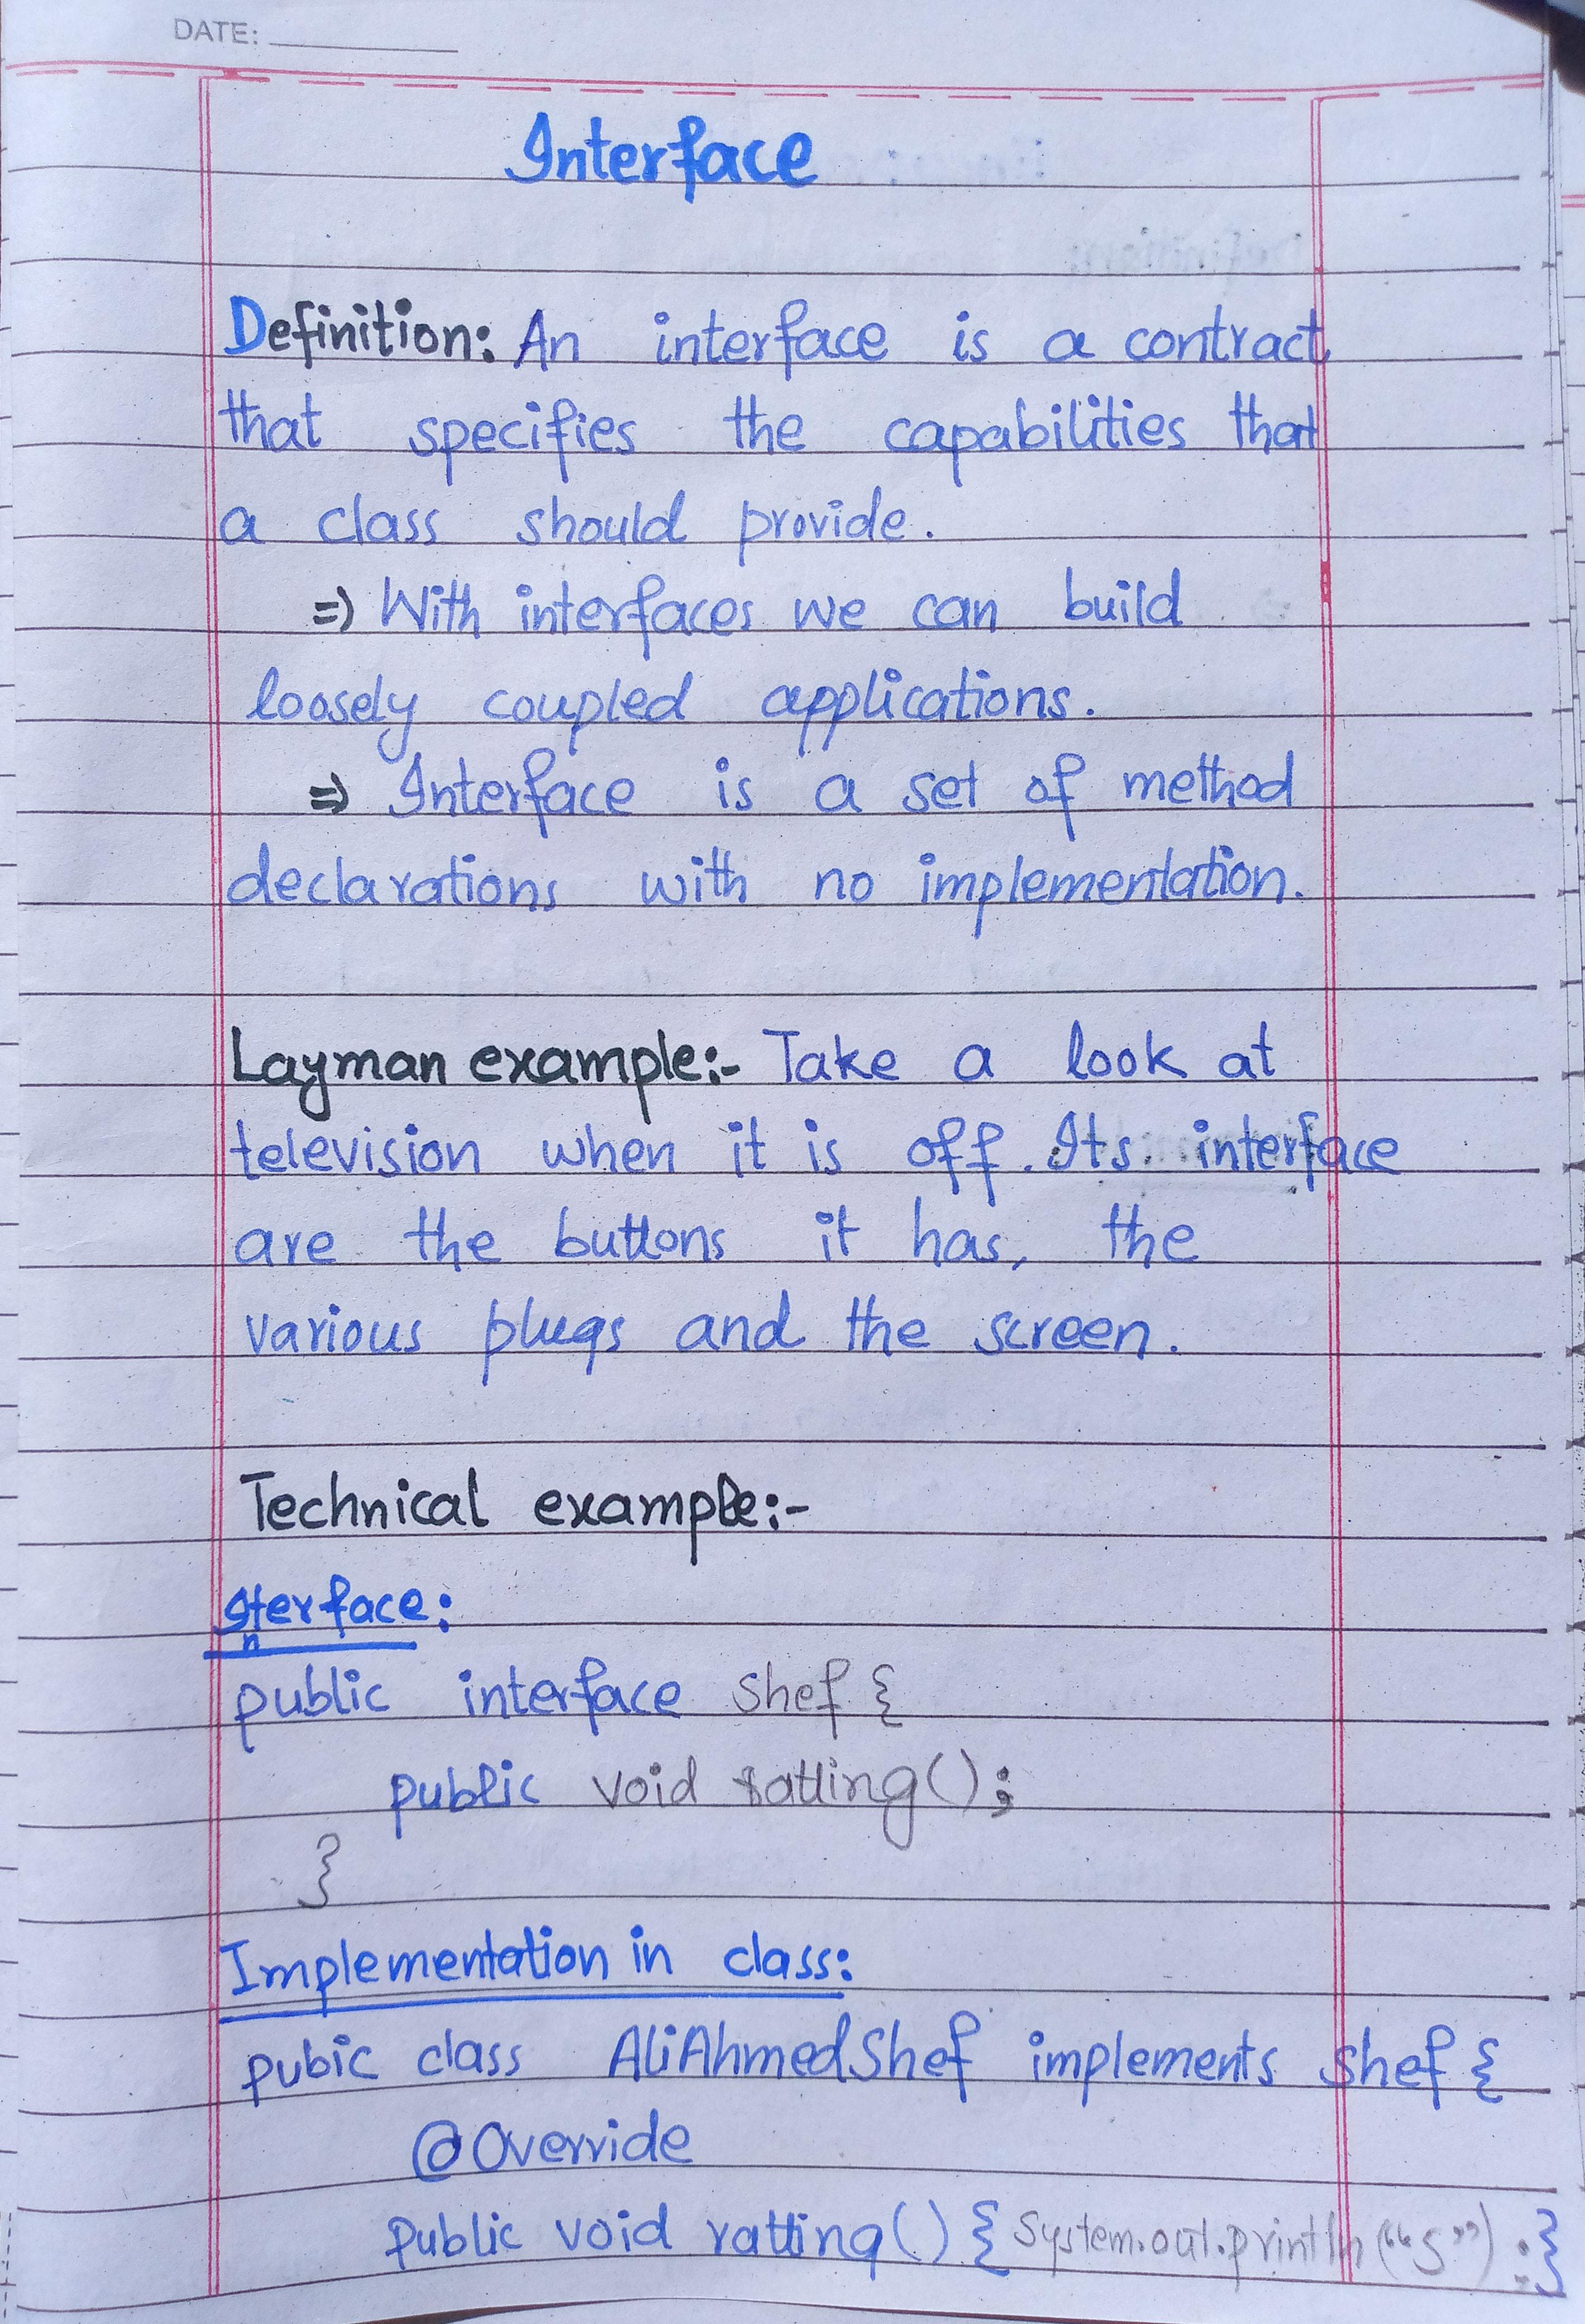 DATE:
Interface
Definition: An interface is a contract
that specifies the capabilities that
a class should provide.
=) With interfaces we can build
loosely coupled applications.
=) Interface is a set of method
declarations with no implementation.
Layman example:- Take a look at
television when it is off. Its interface
are the buttons it has, the
various plugs and the screen.
Technical example:-
Interface:
public interface Shef {
public void ratting();
}
Implementation in class:
pubic class AliAhmedShef implements Shef {
@Override
Public void ratting() { System.out.println(“5”) ;}